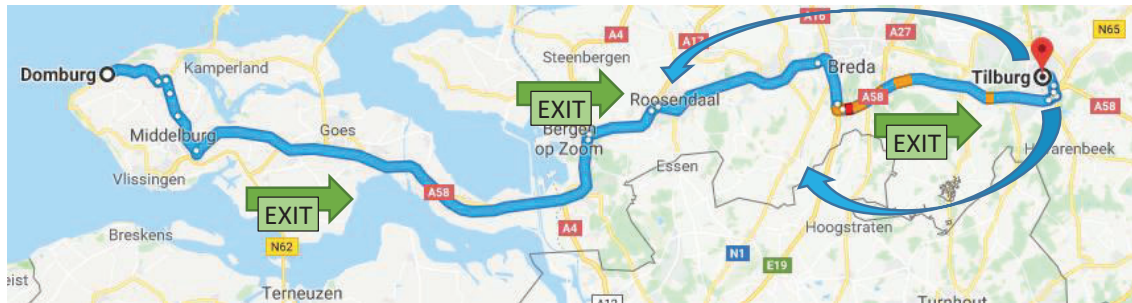 A16
N65
A4
A17
A27
Steenbergen
Domburg
Kamperland
Breda
Tilburg
EXIT
Roosendaal
A58
A58
Middelburg
Goes
Bergen
op Zoom
EXIT
Essen
Vlissingen
A58
EXIT
A4
Hoogstraten
Breskens
N62
N1
E19
Terneuzen